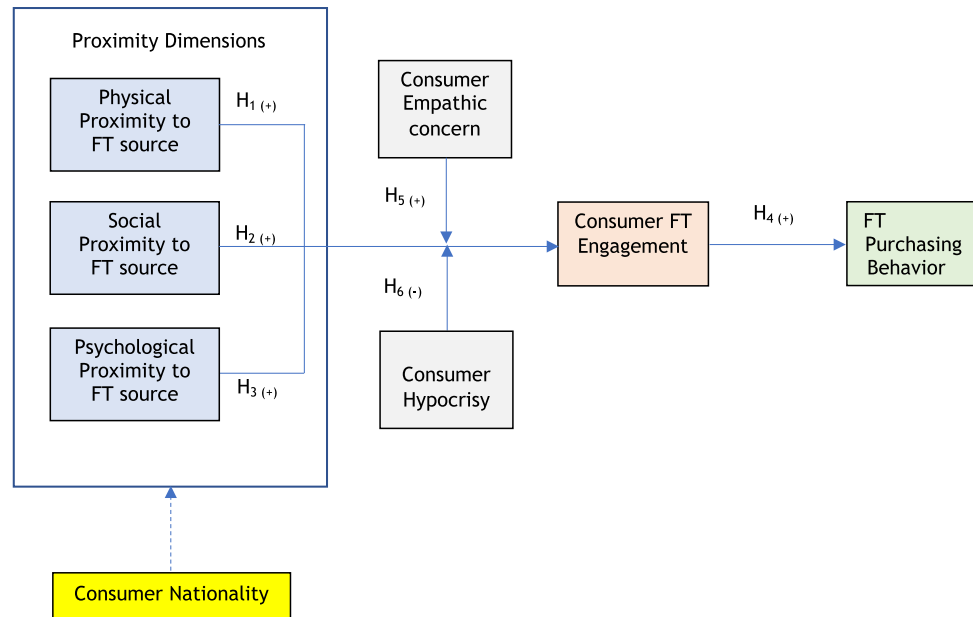 Proximity Dimensions
Physical
Proximity to
FT source
H1 (+)
Social
Proximity to
FT source
H2 (+)
Psychological
Proximity to
FT source
H3 (+)
Consumer
Empathic
concern
H5 (+)
H6 (-)
Consumer
Hypocrisy
Consumer FT
Engagement
H4 (+)
FT
Purchasing
Behavior
Consumer Nationality